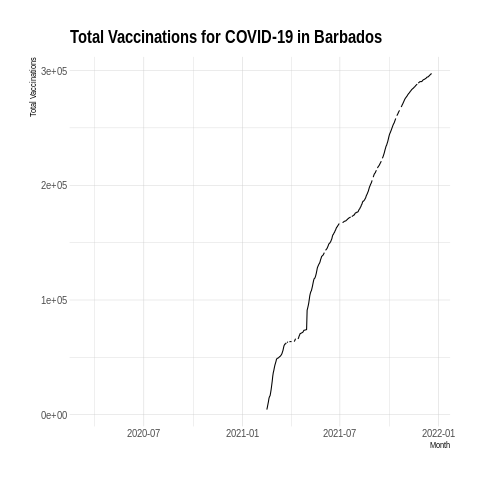 Total Vaccinations for COVID-19 in Barbados
Total Vaccinations
3e+05
2e+05
1e+05
0e+00
2020-07 2021-01 2021-07 2022-01
Month